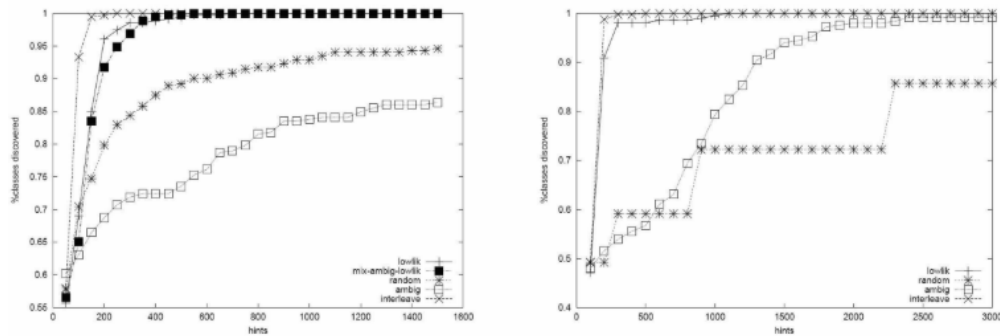 1
0.95
0.9
0.85
0.8
0.75
0.7
0.65
0.6
0.55
%classes discovered
0 200 400 600 800 1000 1200 1400 1600
hints
lowlik
mix-ambig-lowlik
random
ambig
interleave
1
0.9
0.8
0.7
0.6
0.5
0.4
%classes discovered
0 500 1000 1500 2000 2500 3000
hints
lowlik
random
ambig
interleave